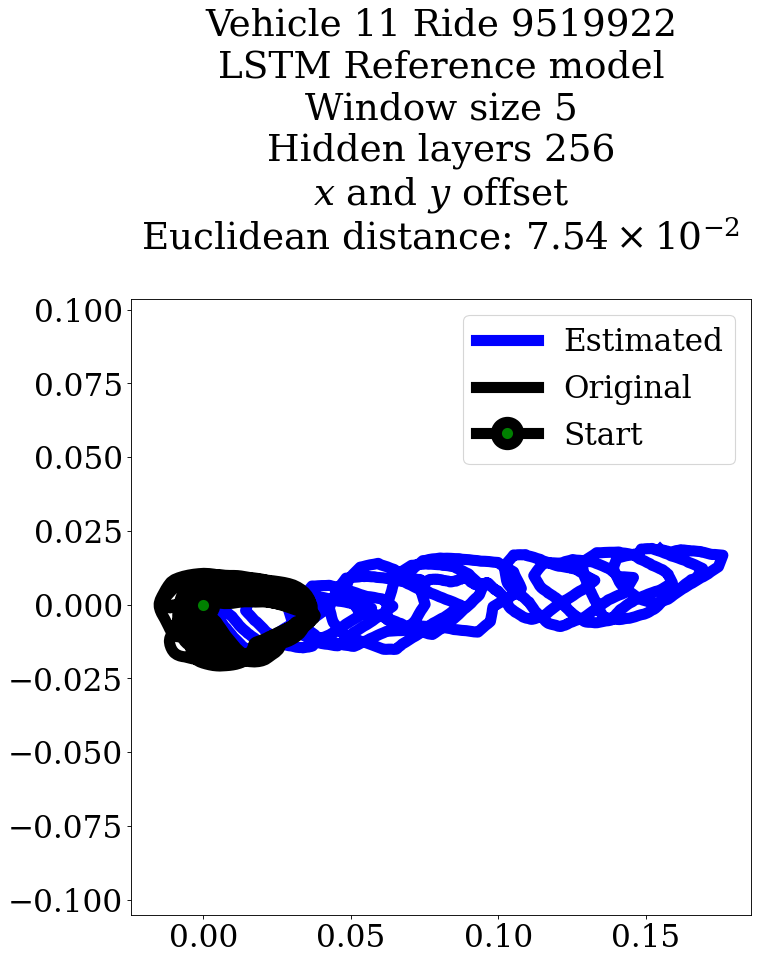 Vehicle 11 Ride 9519922
LSTM Reference model
Window size 5
Hidden layers 256
x and y offset
Euclidean distance: 7.54 × 10⁻²
Estimated
Original
Start
0.100
0.075
0.050
0.025
0.000
−0.025
−0.050
−0.075
−0.100
0.00 0.05 0.10 0.15